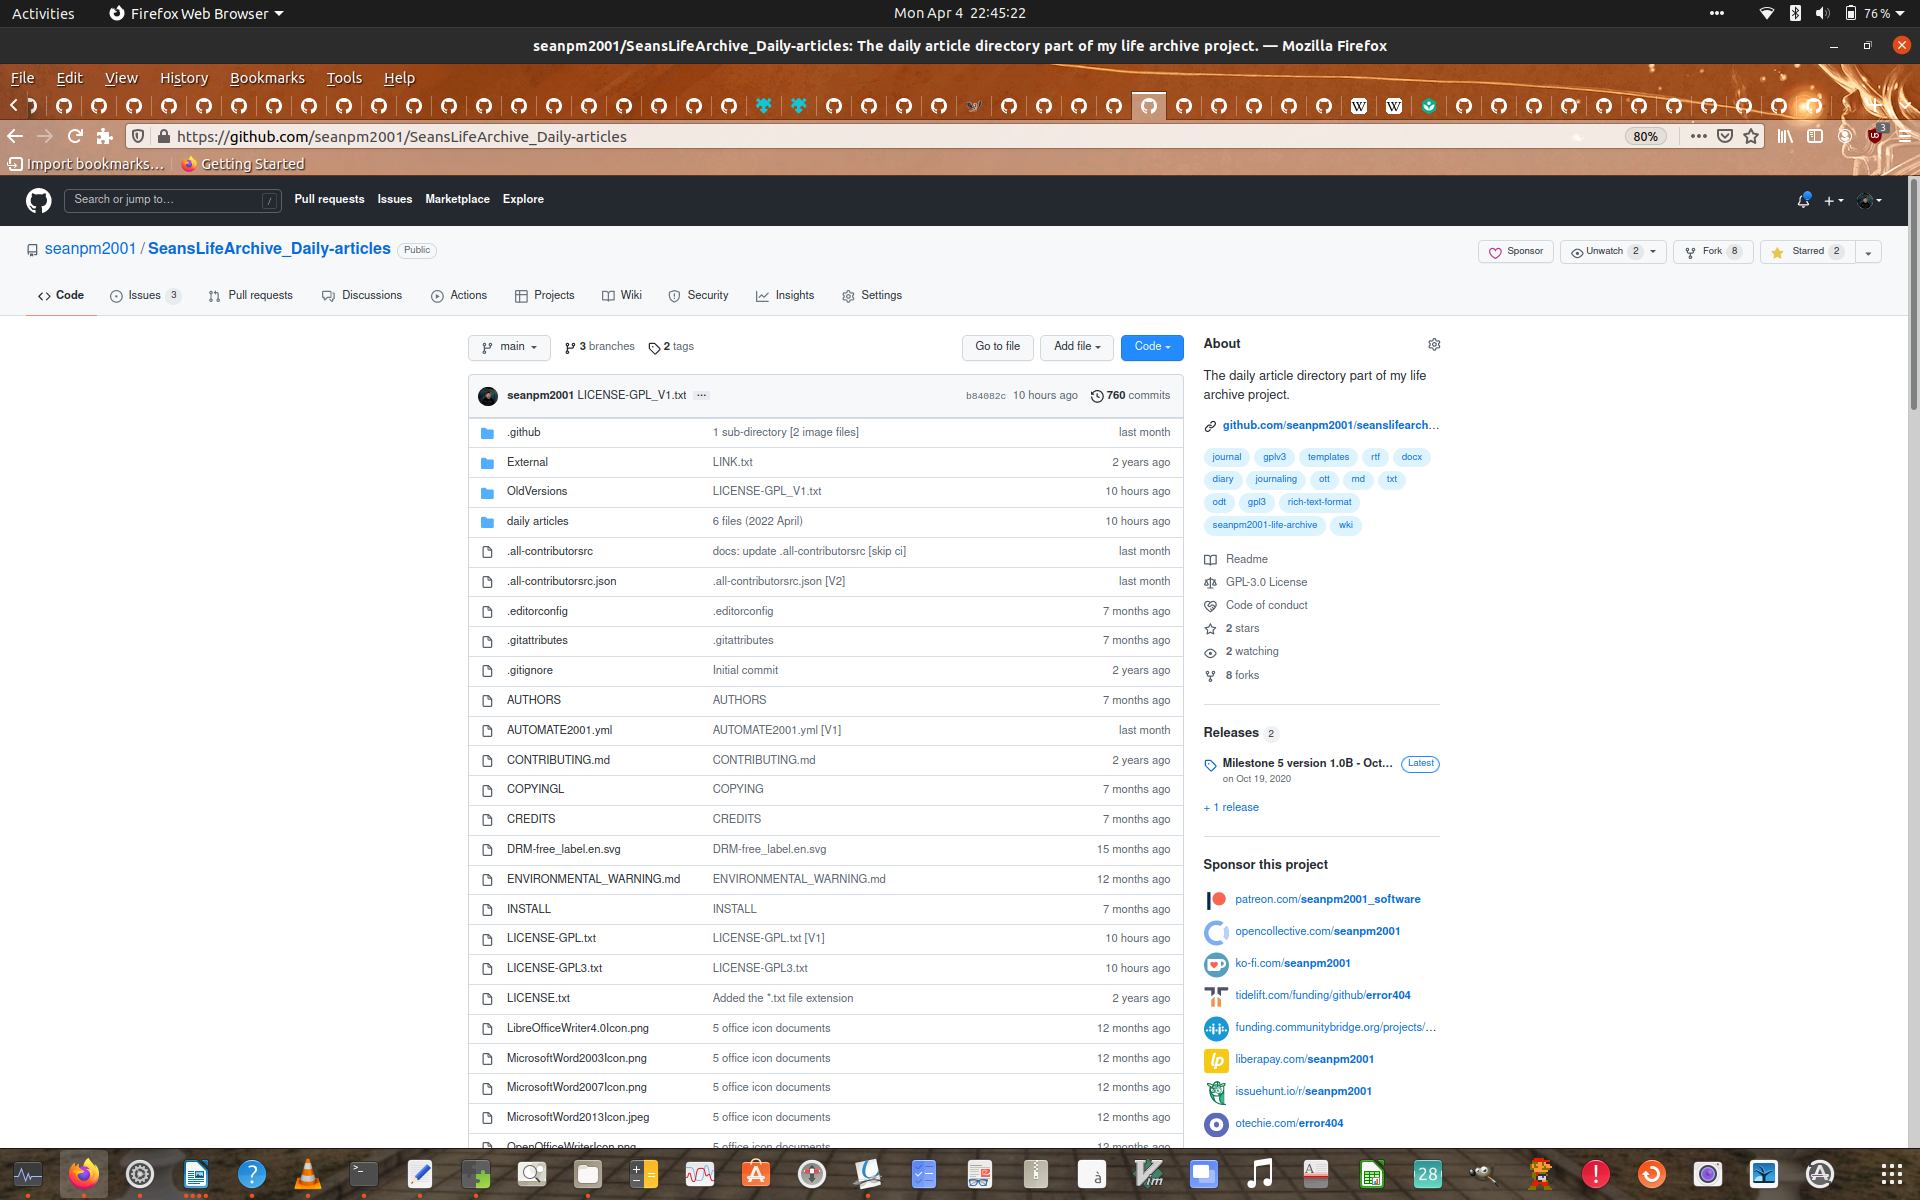 Activities
Firefox Web Browser
Mon Apr 4 22:45:22
76 %
seanpm2001/SeansLifeArchive_Daily-articles: The daily article directory part of my life archive project. — Mozilla Firefox
File Edit View History Bookmarks Tools Help
https://github.com/seanpm2001/SeansLifeArchive_Daily-articles
80%
3
Import bookmarks... Getting Started
Search or jump to...
/
Pull requests Issues Marketplace Explore
seanpm2001 / SeansLifeArchive_Daily-articles Public
Sponsor
Unwatch 2
Fork 8
Starred 2
Code
Issues 3
Pull requests
Discussions
Actions
Projects
Wiki
Security
Insights
Settings
main
3 branches
2 tags
Go to file
Add file
Code
seanpm2001 LICENSE-GPL_V1.txt ... b84082c 10 hours ago 760 commits
.github 1 sub-directory [2 image files] last month
External LINK.txt 2 years ago
OldVersions LICENSE-GPL_V1.txt 10 hours ago
daily articles 6 files (2022 April) 10 hours ago
.all-contributorsrc docs: update .all-contributorsrc [skip ci] last month
.all-contributorsrc.json .all-contributorsrc.json [V2] last month
.editorconfig .editorconfig 7 months ago
.gitattributes .gitattributes 7 months ago
.gitignore Initial commit 2 years ago
AUTHORS AUTHORS 7 months ago
AUTOMATE2001.yml AUTOMATE2001.yml [V1] last month
CONTRIBUTING.md CONTRIBUTING.md 2 years ago
COPYINGL COPYING 7 months ago
CREDITS CREDITS 7 months ago
DRM-free_label.en.svg DRM-free_label.en.svg 15 months ago
ENVIRONMENTAL_WARNING.md ENVIRONMENTAL_WARNING.md 12 months ago
INSTALL INSTALL 7 months ago
LICENSE-GPL.txt LICENSE-GPL.txt [V1] 10 hours ago
LICENSE-GPL3.txt LICENSE-GPL3.txt 10 hours ago
LICENSE.txt Added the *.txt file extension 2 years ago
LibreOfficeWriter4.0Icon.png 5 office icon documents 12 months ago
MicrosoftWord2003Icon.png 5 office icon documents 12 months ago
MicrosoftWord2007Icon.png 5 office icon documents 12 months ago
MicrosoftWord2013Icon.jpeg 5 office icon documents 12 months ago
OpenOfficeWriterIcon.png 5 office icon documents 12 months ago
About
The daily article directory part of my life
archive project.
github.com/seanpm2001/seanslifearch...
journal gplv3 templates rtf docx
diary journaling ott md txt
odt gpl3 rich-text-format
seanpm2001-life-archive wki
Readme
GPL-3.0 License
Code of conduct
2 stars
2 watching
8 forks
Releases 2
Milestone 5 version 1.0B - Oct... Latest
on Oct 19, 2020
+ 1 release
Sponsor this project
patreon.com/seanpm2001_software
opencollective.com/seanpm2001
ko-fi.com/seanpm2001
tidelift.com/funding/github/error404
funding.communitybridge.org/projects/...
liberapay.com/seanpm2001
issuehunt.io/r/seanpm2001
otechie.com/error404
28